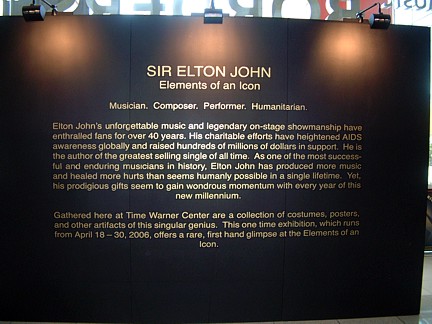 SIR ELTON JOHN
Elements of an Icon
Musician. Composer. Performer. Humanitarian.
Elton John's unforgettable music and legendary on-stage showmanship have
enthralled fans for over 40 years. His charitable efforts have heightened AIDS
awareness globally and raised hundreds of millions of dollars in support. He is
the author of the greatest selling single of all time. As one of the most success-
ful and enduring musicians in history, Elton John has produced more music
and healed more hurts than seems humanly possible in a single lifetime. Yet,
his prodigious gifts seem to gain wondrous momentum with every year of this
new millennium.
Gathered here at Time Warner Center are a collection of costumes, posters,
and other artifacts of this singular genius. This one time exhibition, which runs
from April 18 – 30, 2006, offers a rare, first hand glimpse at the Elements of an
Icon.